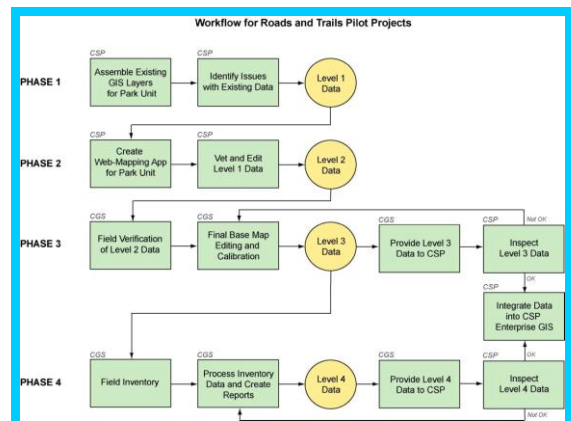 Workflow for Roads and Trails Pilot Projects
CSP
CSP
PHASE 1
Assemble Existing
GIS Layers
for Park Unit
Identify Issues
with Existing Data
Level 1
Data
CSP
CSP
PHASE 2
Create
Web-Mapping App
for Park Unit
Vet and Edit
Level 1 Data
Level 2
Data
CGS
CGS
CGS
CSP
Not OK
PHASE 3
Field Verification
of Level 2 Data
Final Base Map
Editing and
Calibration
Level 3
Data
Provide Level 3
Data to CSP
Inspect
Level 3 Data
OK
CSP
Integrate Data
into CSP
Enterprise GIS
CGS
CGS
CGS
CSP
OK
PHASE 4
Field Inventory
Process Inventory
Data and Create
Reports
Level 4
Data
Provide Level 4
Data to CSP
Inspect
Level 4 Data
Not OK